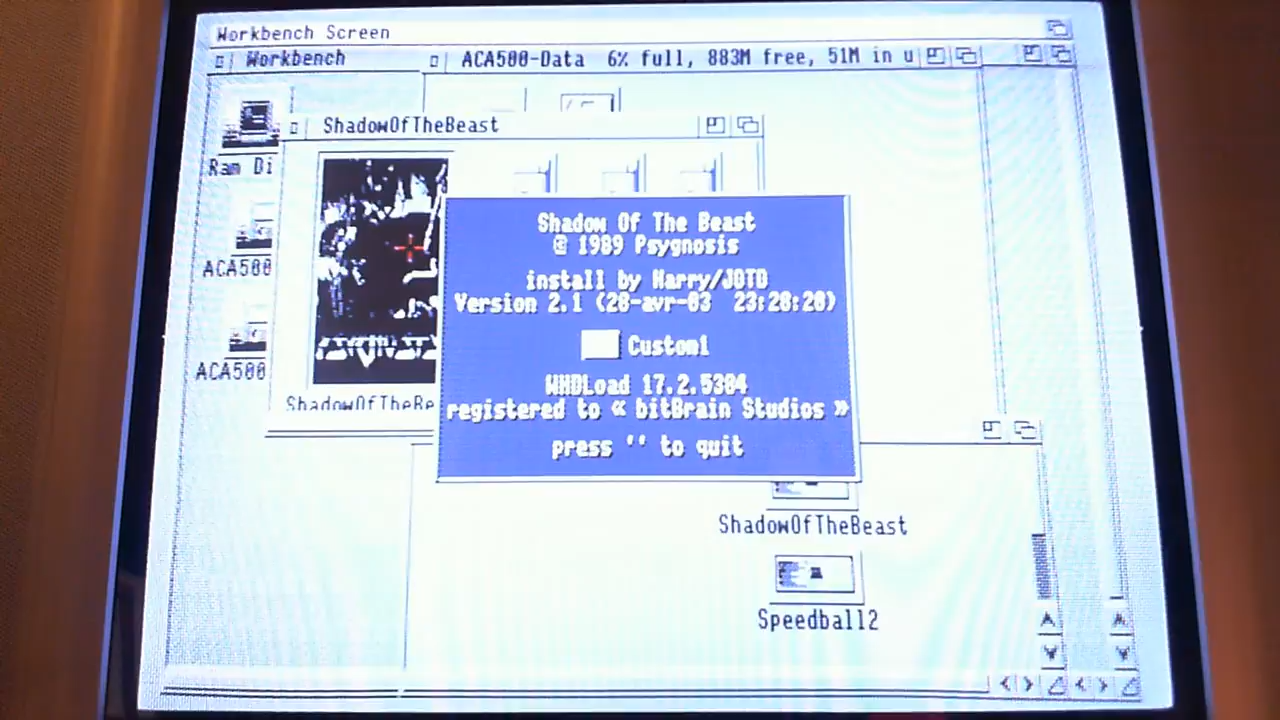 Workbench Screen
Workbench
ACA500-Data 6% full, 883M free, 51M in u
ShadowOfTheBeast
Ram Di
ACA500
ACA500
PSYGNOSIS
ShadowOfTheBe
Shadow Of The Beast
© 1989 Psygnosis
install by Harry/JOTD
Version 2.1 (28-avr-03 23:28:28)
Custom1
WHDLoad 17.2.5304
registered to « bitBrain Studios »
press '' to quit
ShadowOfTheBeast
Speedball2